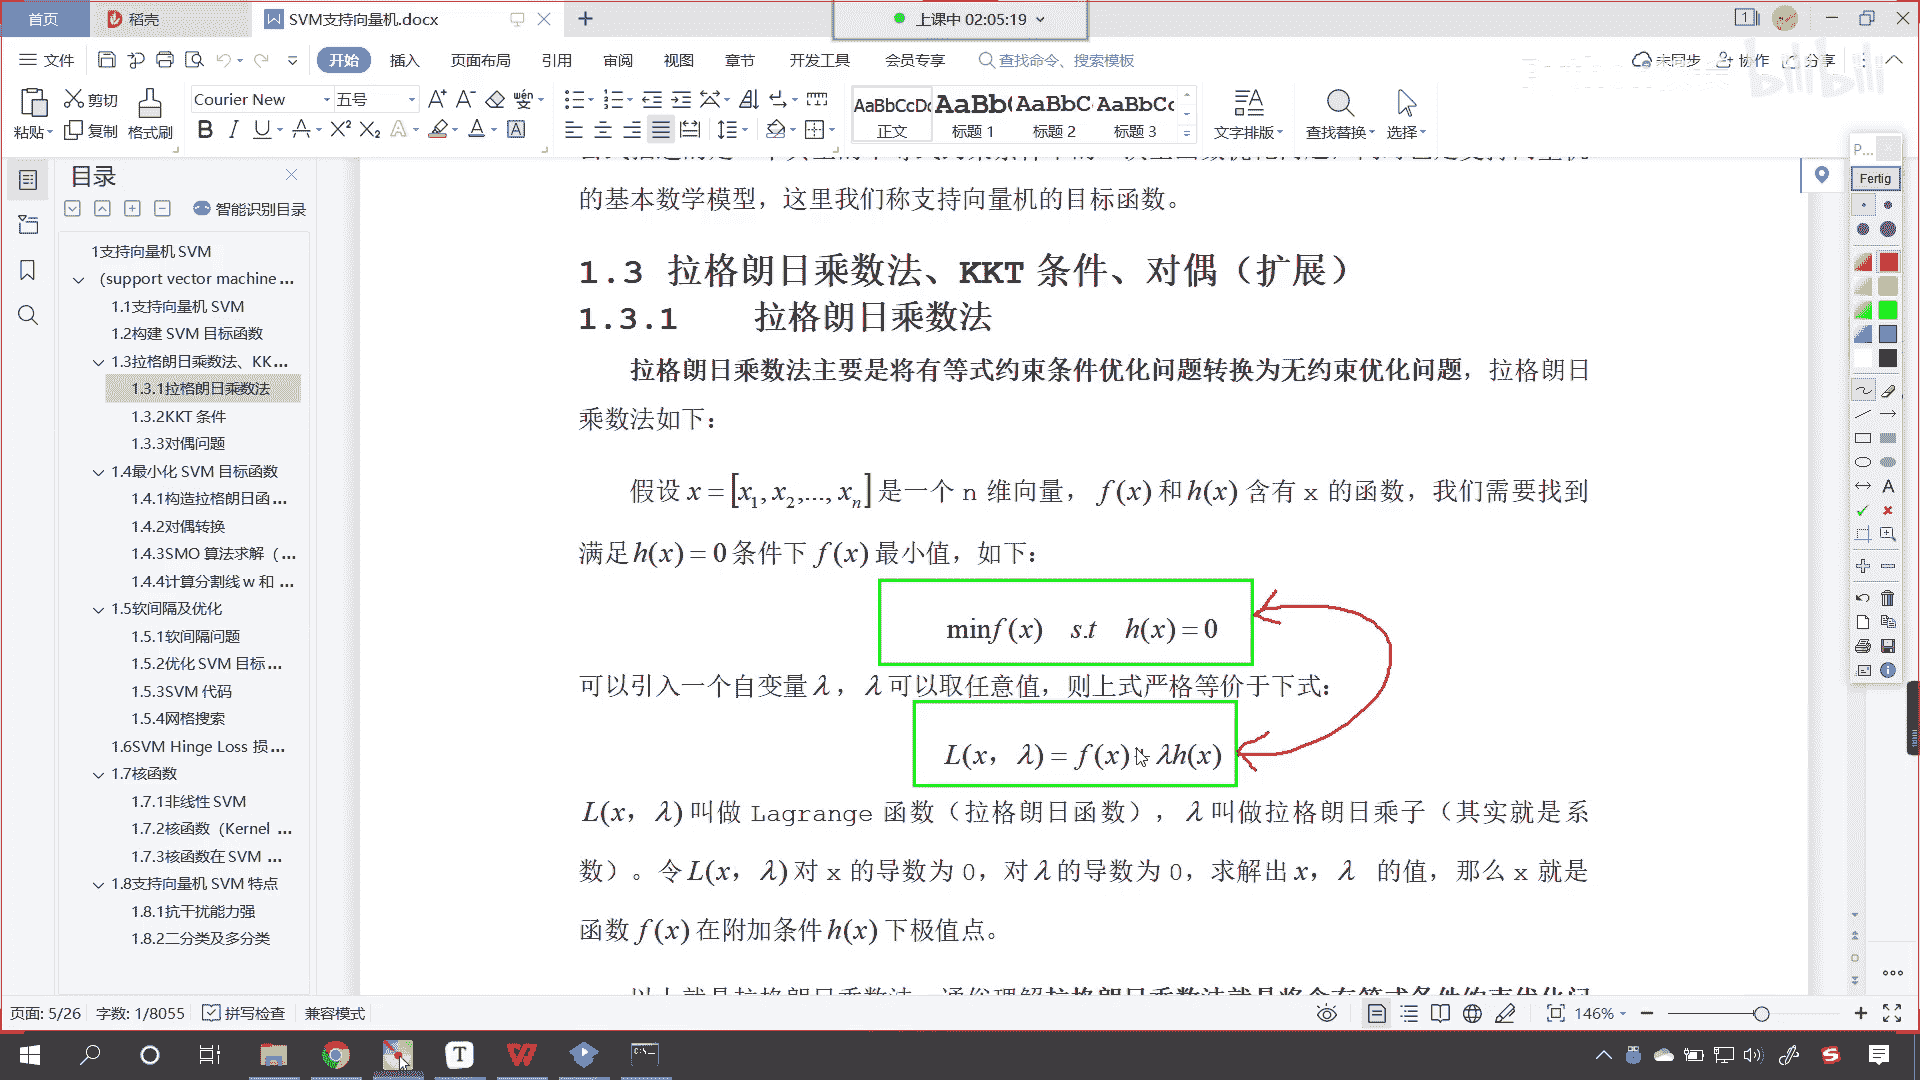 首页
稻壳
SVM支持向量机.docx
上课中 02:05:19
文件
开始 插入 页面布局 引用 审阅 视图 章节 开发工具 会员专享 查找命令、搜索模板
未同步 协作 分享
粘贴 剪切 复制 格式刷
Courier New 五号
AaBbCcDd AaBb AaBbC AaBbCc
正文 标题 1 标题 2 标题 3
文字排版 查找替换 选择
目录
智能识别目录
1支持向量机 SVM
(support vector machine ...
1.1支持向量机 SVM
1.2构建 SVM 目标函数
1.3拉格朗日乘数法、KK...
1.3.1拉格朗日乘数法
1.3.2KKT 条件
1.3.3对偶问题
1.4最小化 SVM 目标函数
1.4.1构造拉格朗日函 ...
1.4.2对偶转换
1.4.3SMO 算法求解（ ...
1.4.4计算分割线 w 和 ...
1.5软间隔及优化
1.5.1软间隔问题
1.5.2优化 SVM 目标 ...
1.5.3SVM 代码
1.5.4网格搜索
1.6SVM Hinge Loss 损 ...
1.7核函数
1.7.1非线性 SVM
1.7.2核函数（Kernel ...
1.7.3核函数在 SVM ...
1.8支持向量机 SVM 特点
1.8.1抗干扰能力强
1.8.2二分类及多分类
的基本数学模型，这里我们称支持向量机的目标函数。
1.3 拉格朗日乘数法、KKT 条件、对偶（扩展）
1.3.1 拉格朗日乘数法
拉格朗日乘数法主要是将有等式约束条件优化问题转换为无约束优化问题，拉格朗日
乘数法如下：
假设 x = [x₁, x₂,..., xₙ] 是一个 n 维向量， f(x) 和 h(x) 含有 x 的函数，我们需要找到
满足 h(x) = 0 条件下 f(x) 最小值，如下：
minf(x) s.t h(x) = 0
可以引入一个自变量 λ，λ 可以取任意值，则上式严格等价于下式：
L(x，λ) = f(x) λh(x)
L(x，λ) 叫做 Lagrange 函数（拉格朗日函数），λ 叫做拉格朗日乘子（其实就是系
数）。令 L(x，λ) 对 x 的导数为 0，对 λ 的导数为 0，求解出 x，λ 的值，那么 x 就是
函数 f(x) 在附加条件 h(x) 下极值点。
P...
Fertig
页面: 5/26 字数: 1/8055 拼写检查 兼容模式
146%
bilibili